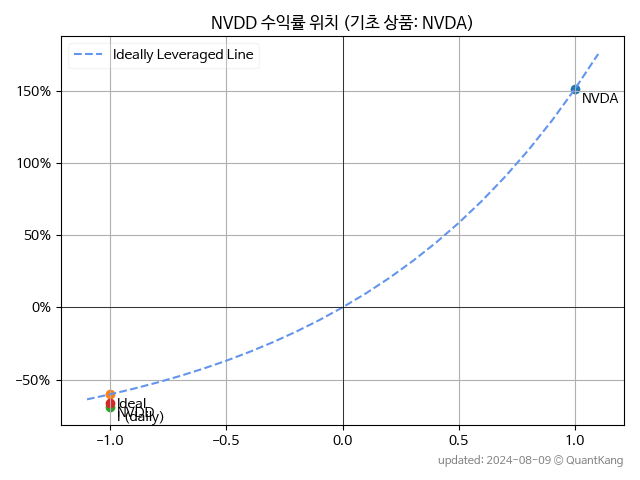 NVDD 수익률 위치 (기초 상품: NVDA)
Ideally Leveraged Line
150%
100%
50%
0%
−50%
NVDA
Ideal
NVDD
(daily)
−1.0
−0.5
0.0
0.5
1.0
updated: 2024-08-09 © QuantKang